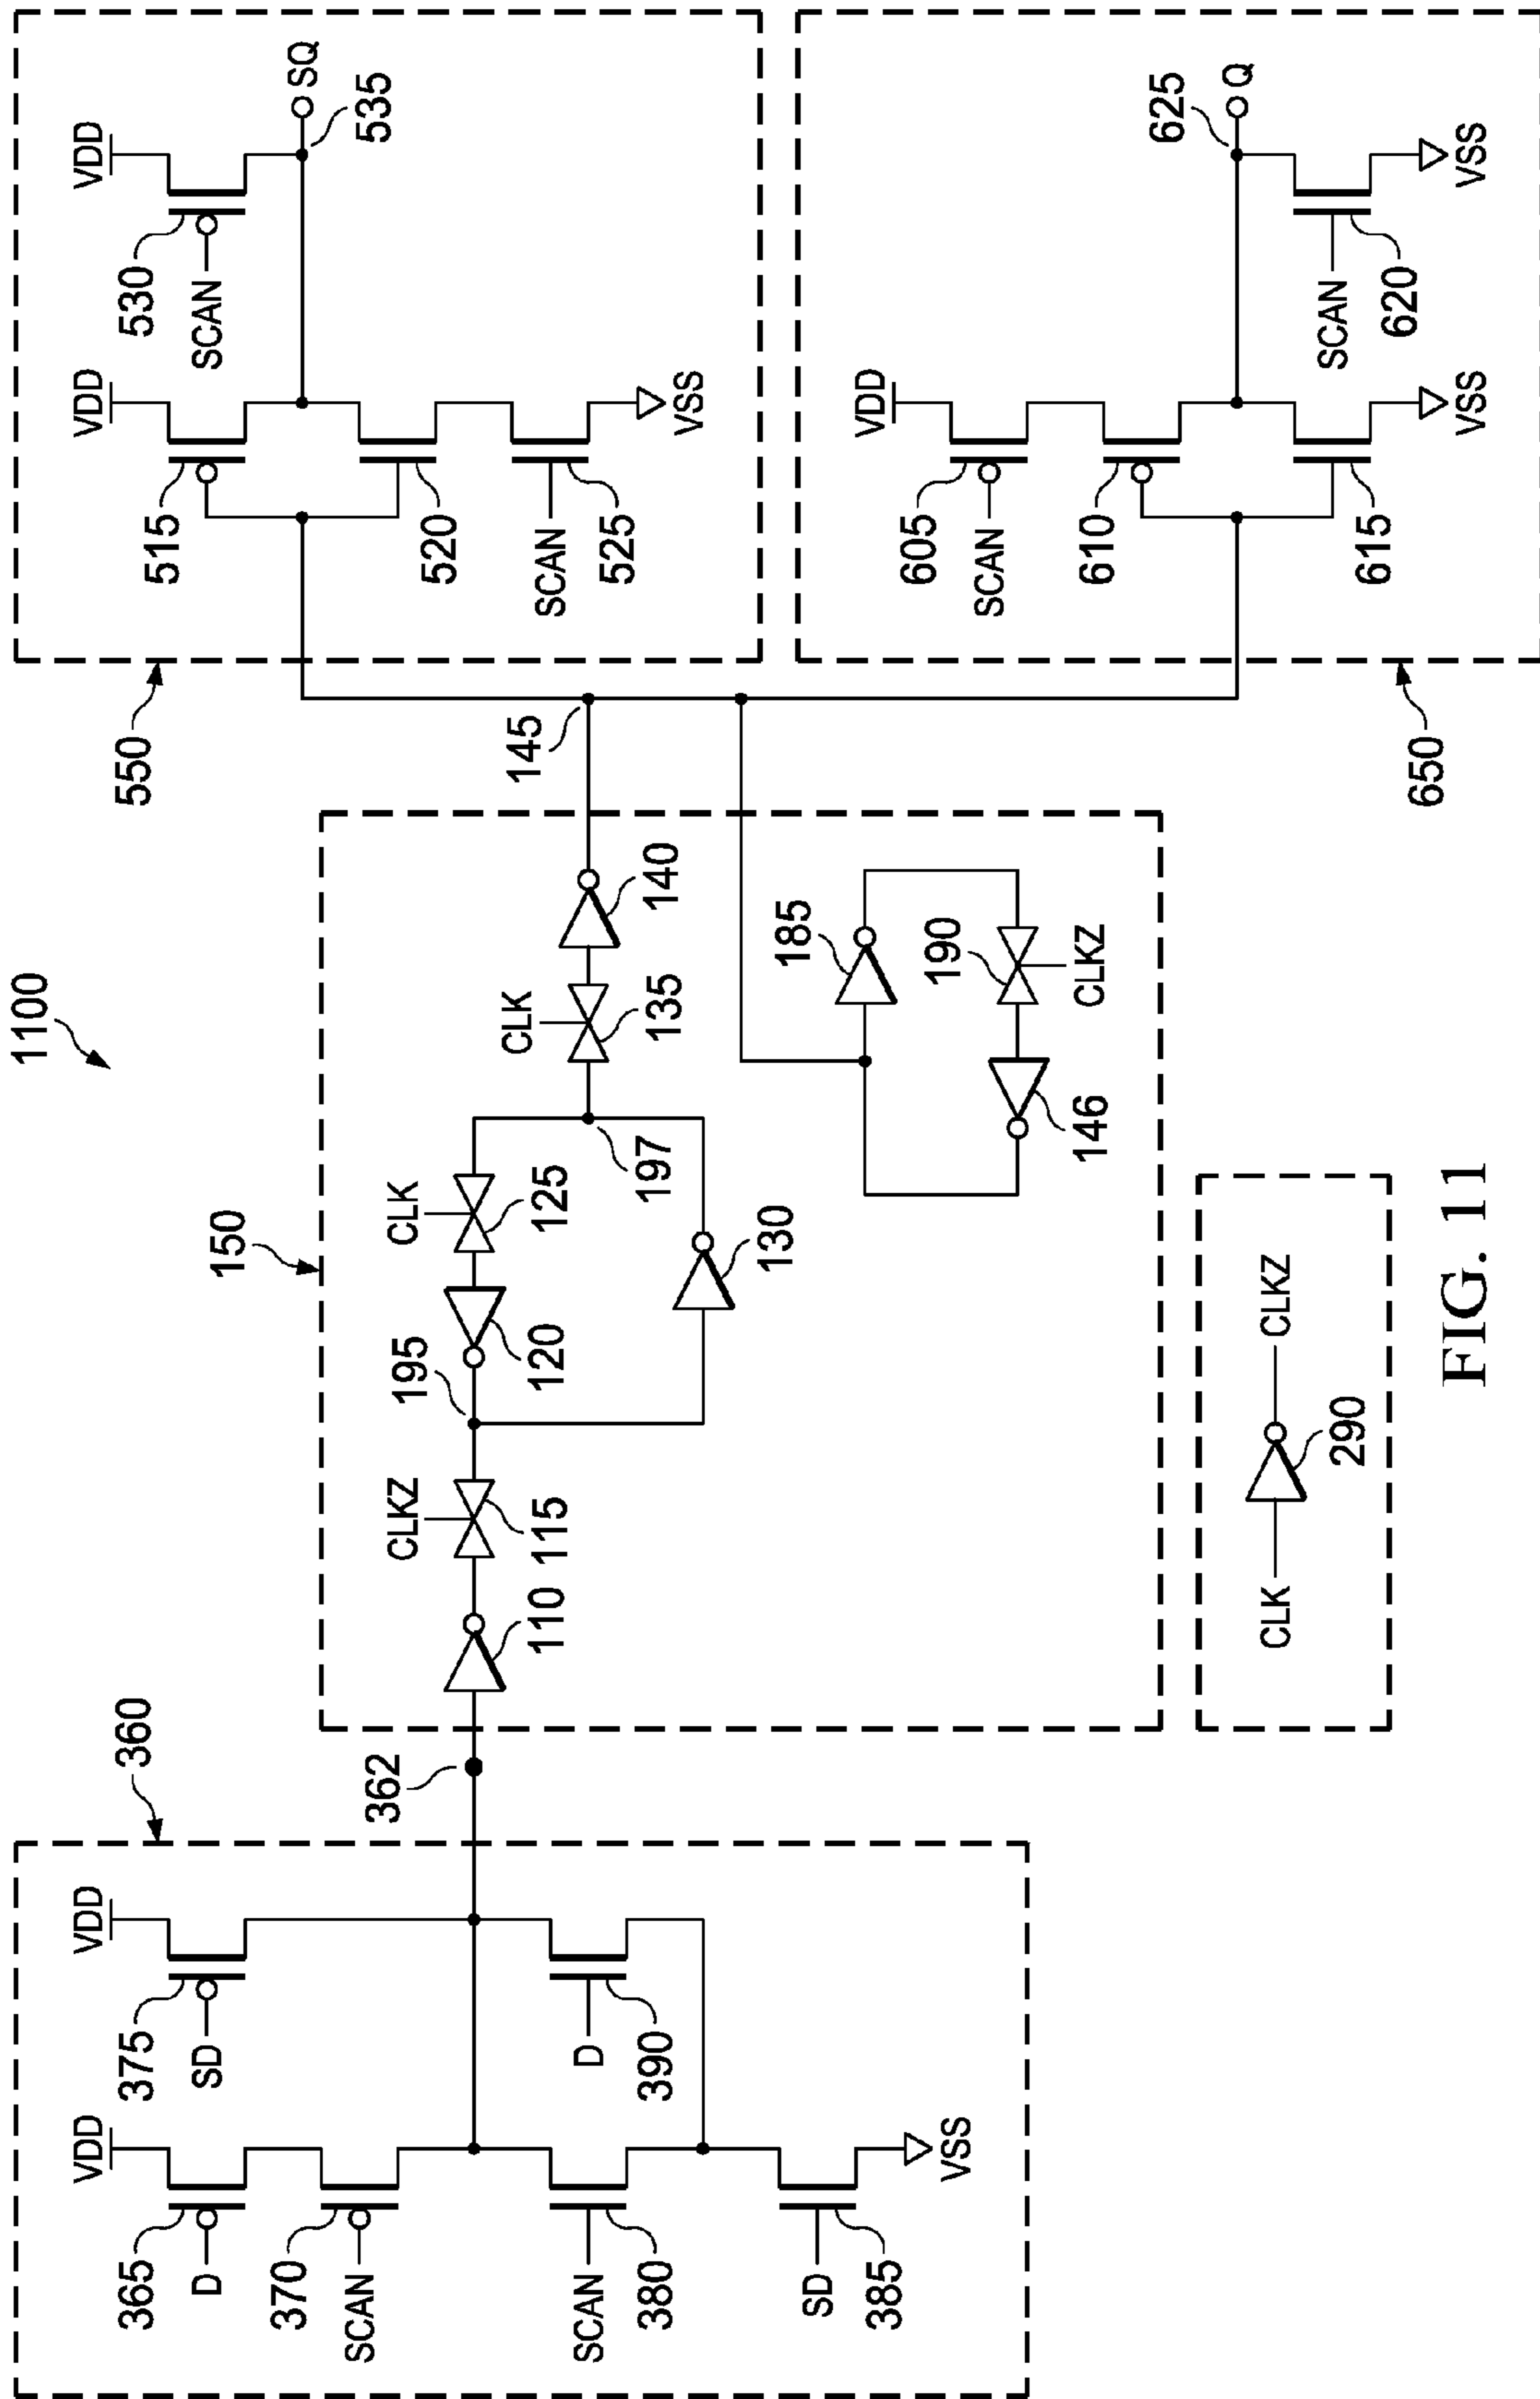 1100
360
VDD
VDD
365
D
375
SD
370
SCAN
362
SCAN
380
D
390
SD
385
VSS
150
CLKZ
110
115
195
120
CLK
125
130
197
CLK
135
140
145
185
190
CLKZ
146
CLK
290
CLKZ
550
VDD
VDD
515
530
SCAN
SQ
535
520
SCAN
525
VSS
650
VDD
605
SCAN
610
615
VSS
Q
625
SCAN
620
VSS
FIG. 11